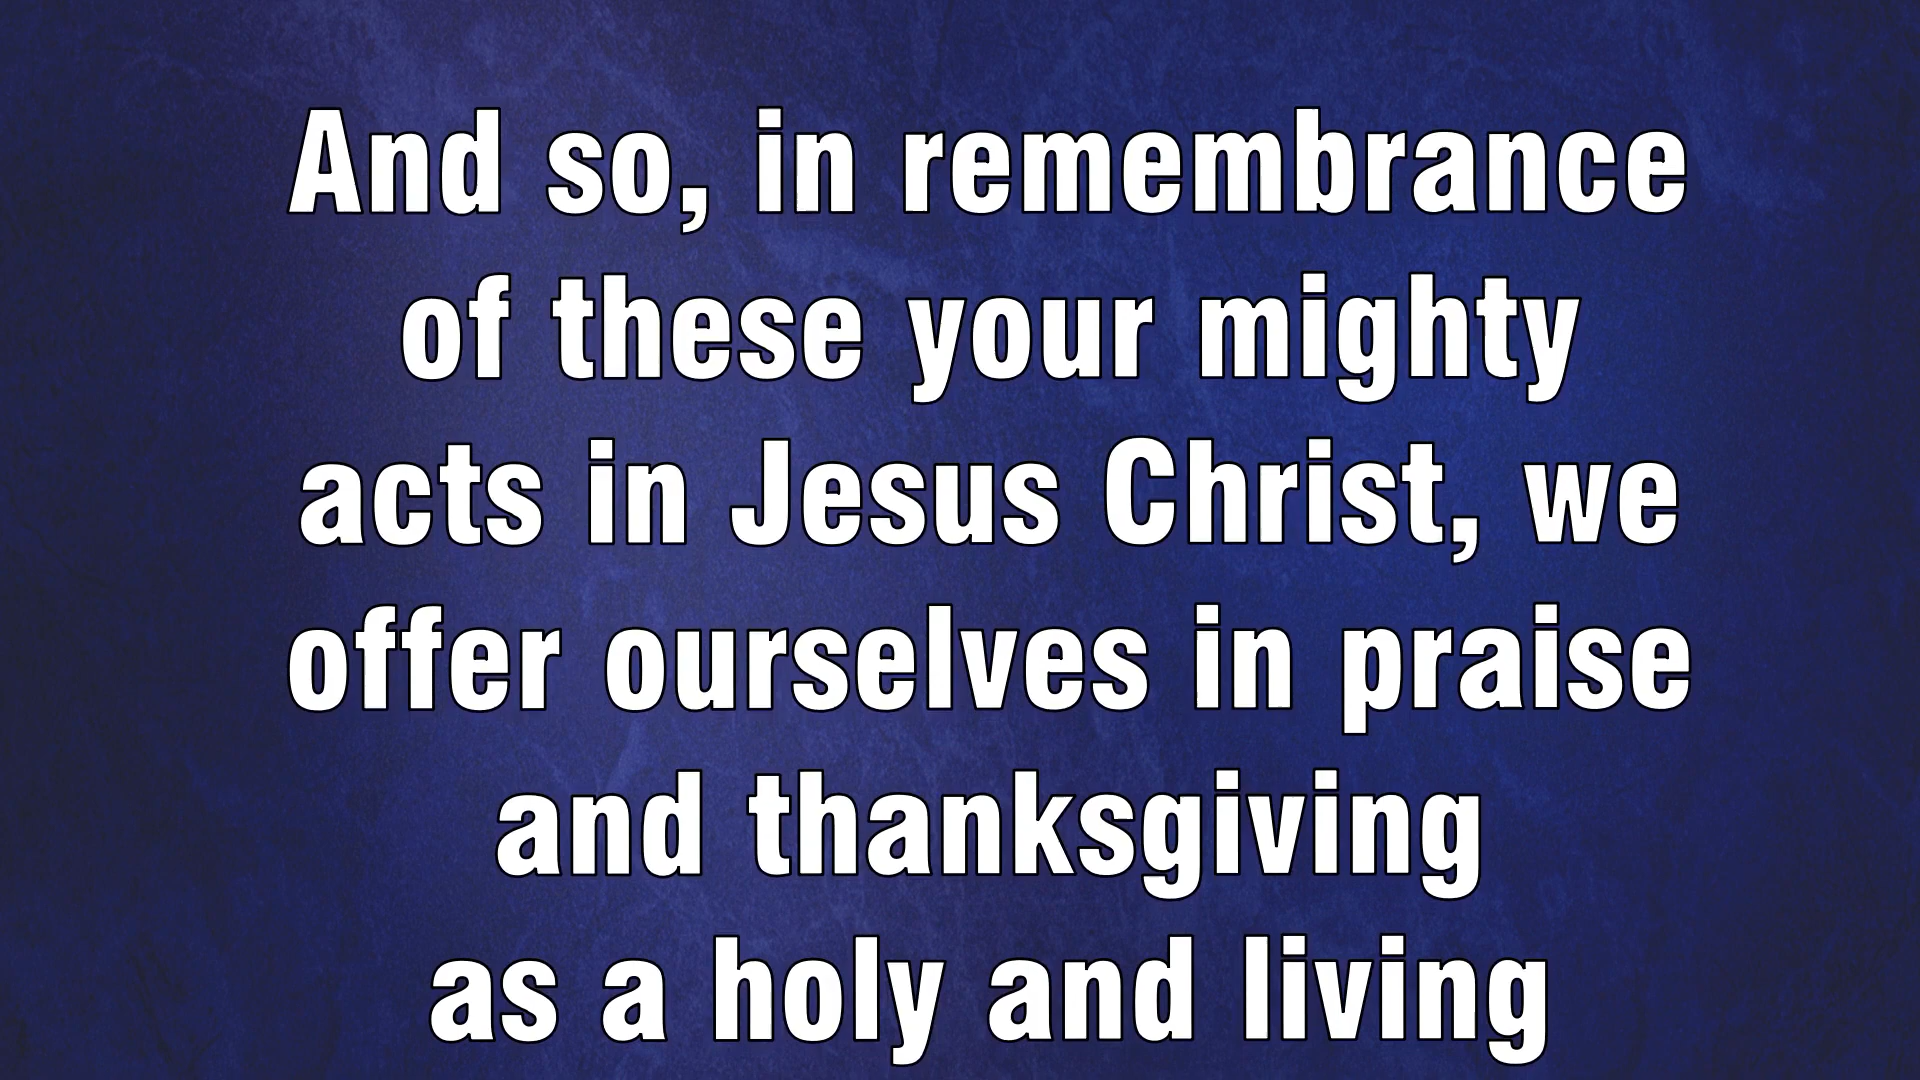 And so, in remembrance
of these your mighty
acts in Jesus Christ, we
offer ourselves in praise
and thanksgiving
as a holy and living